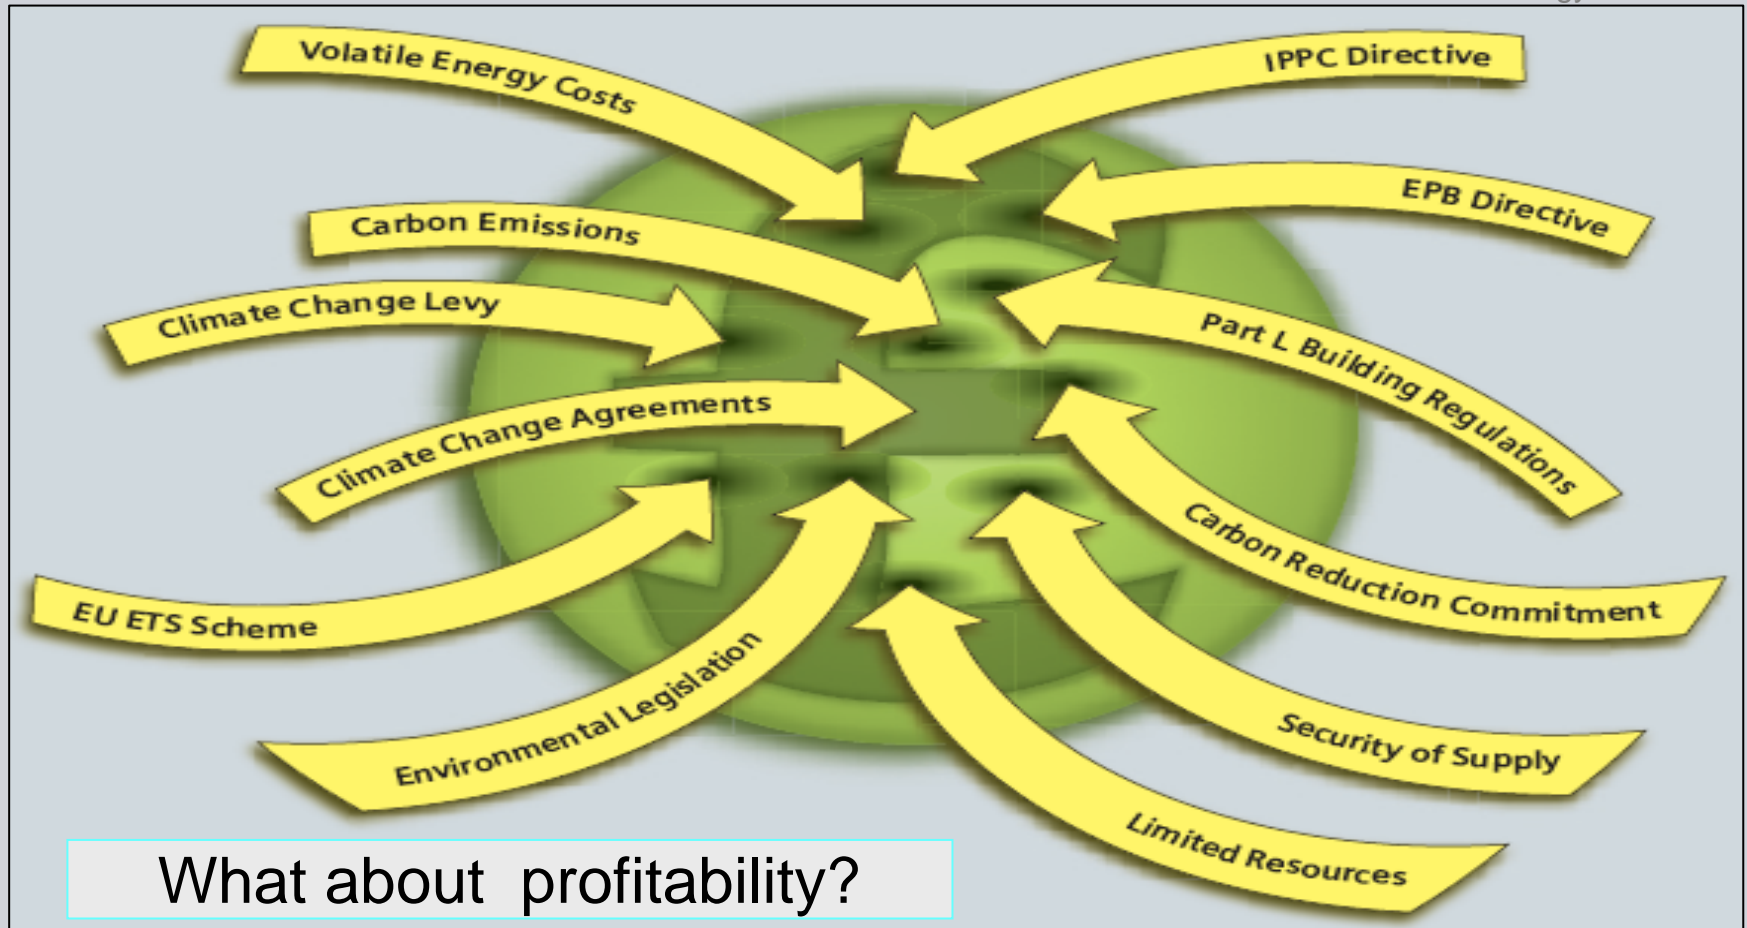 Volatile Energy Costs
IPPC Directive
EPB Directive
Carbon Emissions
Climate Change Levy
Part L Building Regulations
Climate Change Agreements
Carbon Reduction Commitment
EU ETS Scheme
Environmental Legislation
Security of Supply
Limited Resources
What about  profitability?